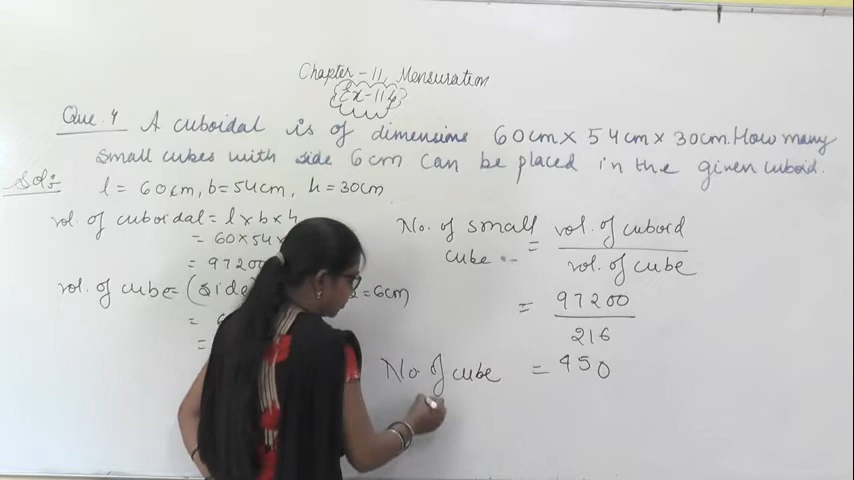 Chapter-11, Mensuration
Ex-11.4
Que. 4 A cuboidal is of dimensions 60cm × 54cm × 30cm. How many
small cubes with side 6cm can be placed in the given cuboid.
Sol:
l = 60cm, b = 54cm, h = 30cm
vol. of cuboidal = l × b × h
= 60×54×
= 97200
vol. of cube = (side = 6cm)
=
=
No. of small cube = vol. of cuboid
vol. of cube
= 97200
216
No of cube = 450